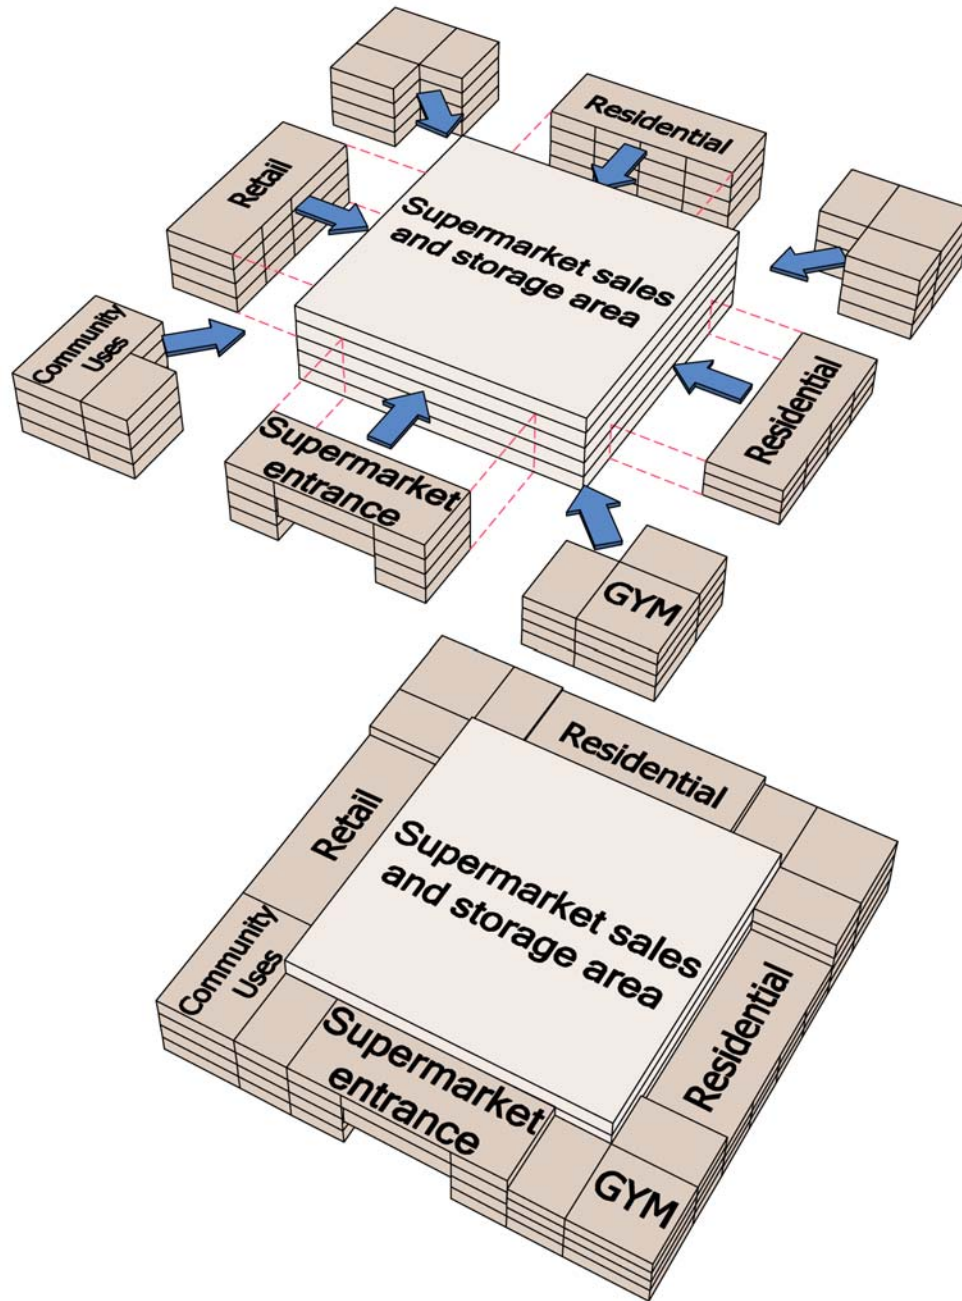 Residential
Retail
Supermarket sales
and storage area
Community
Uses
Residential
Supermarket
entrance
GYM
Residential
Retail
Supermarket sales
and storage area
Community
Uses
Residential
Supermarket
entrance
GYM